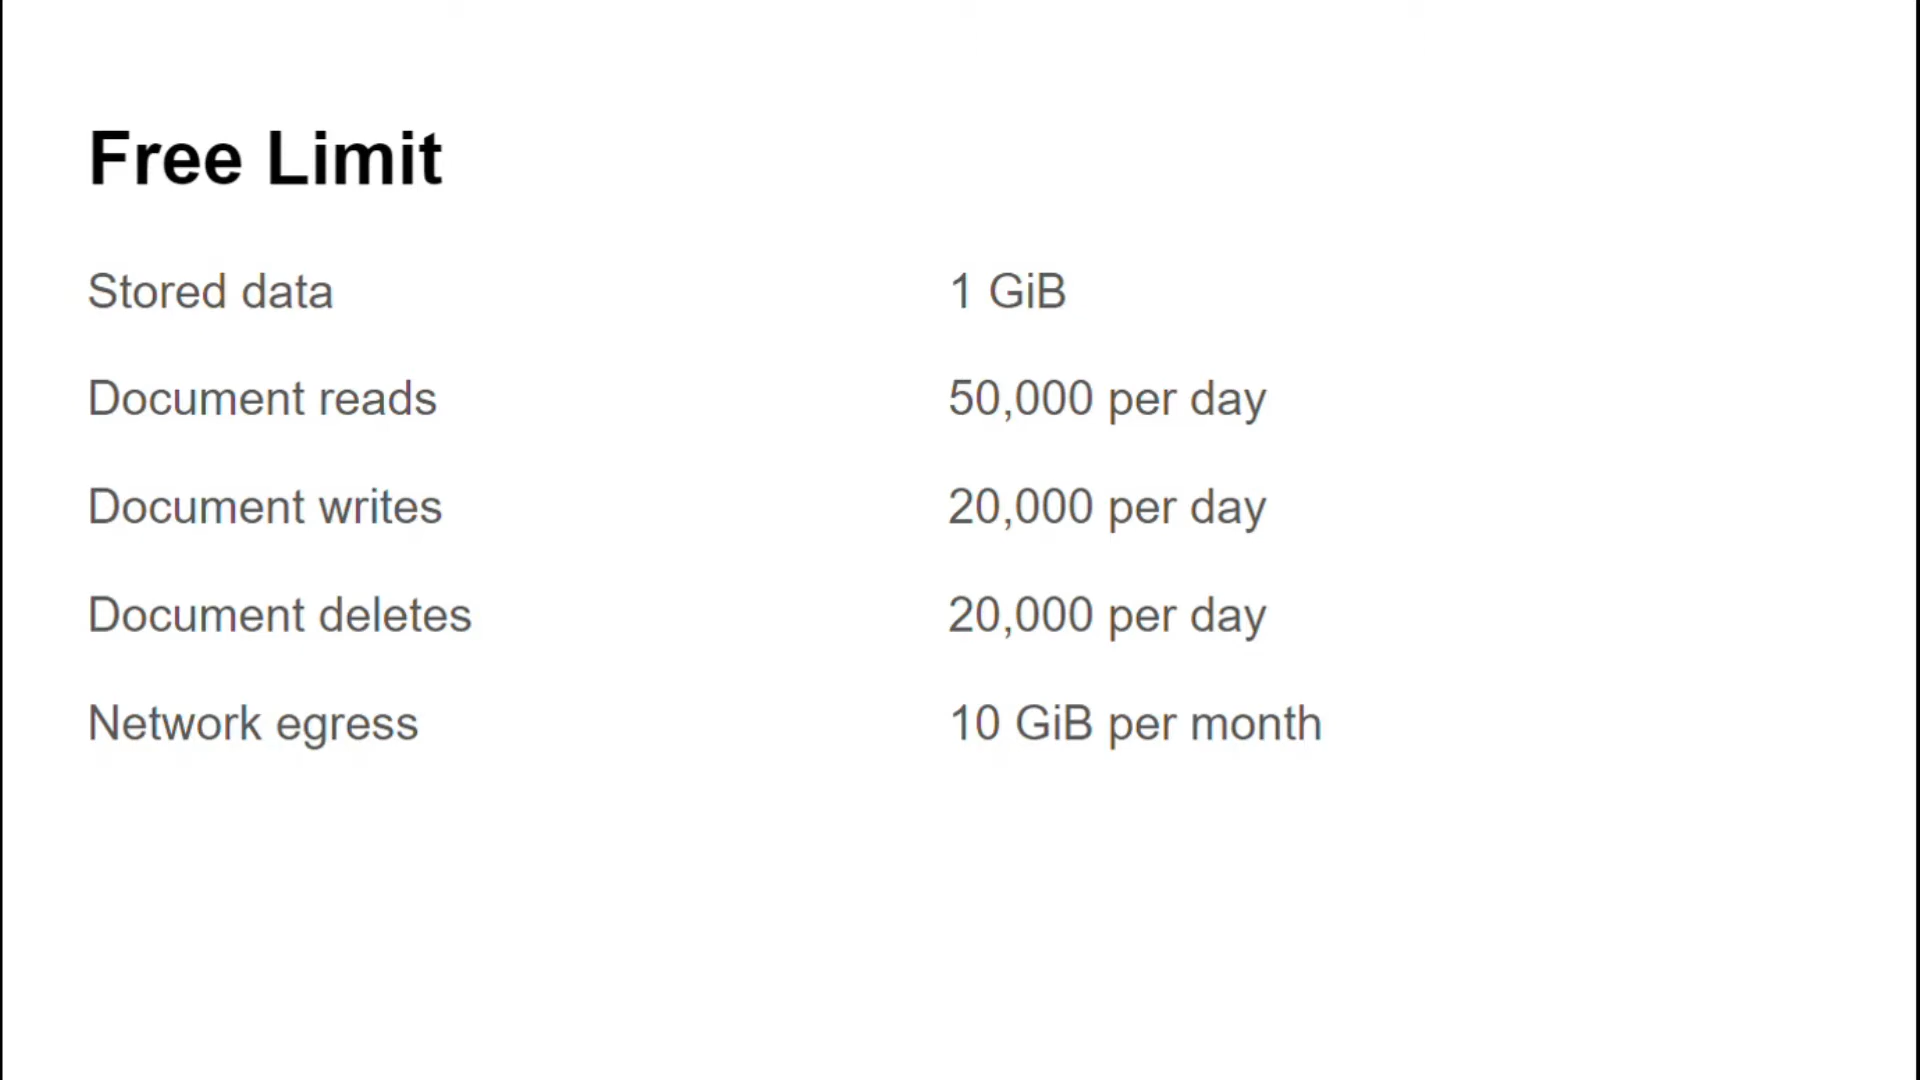 Free Limit
Stored data 1 GiB
Document reads 50,000 per day
Document writes 20,000 per day
Document deletes 20,000 per day
Network egress 10 GiB per month